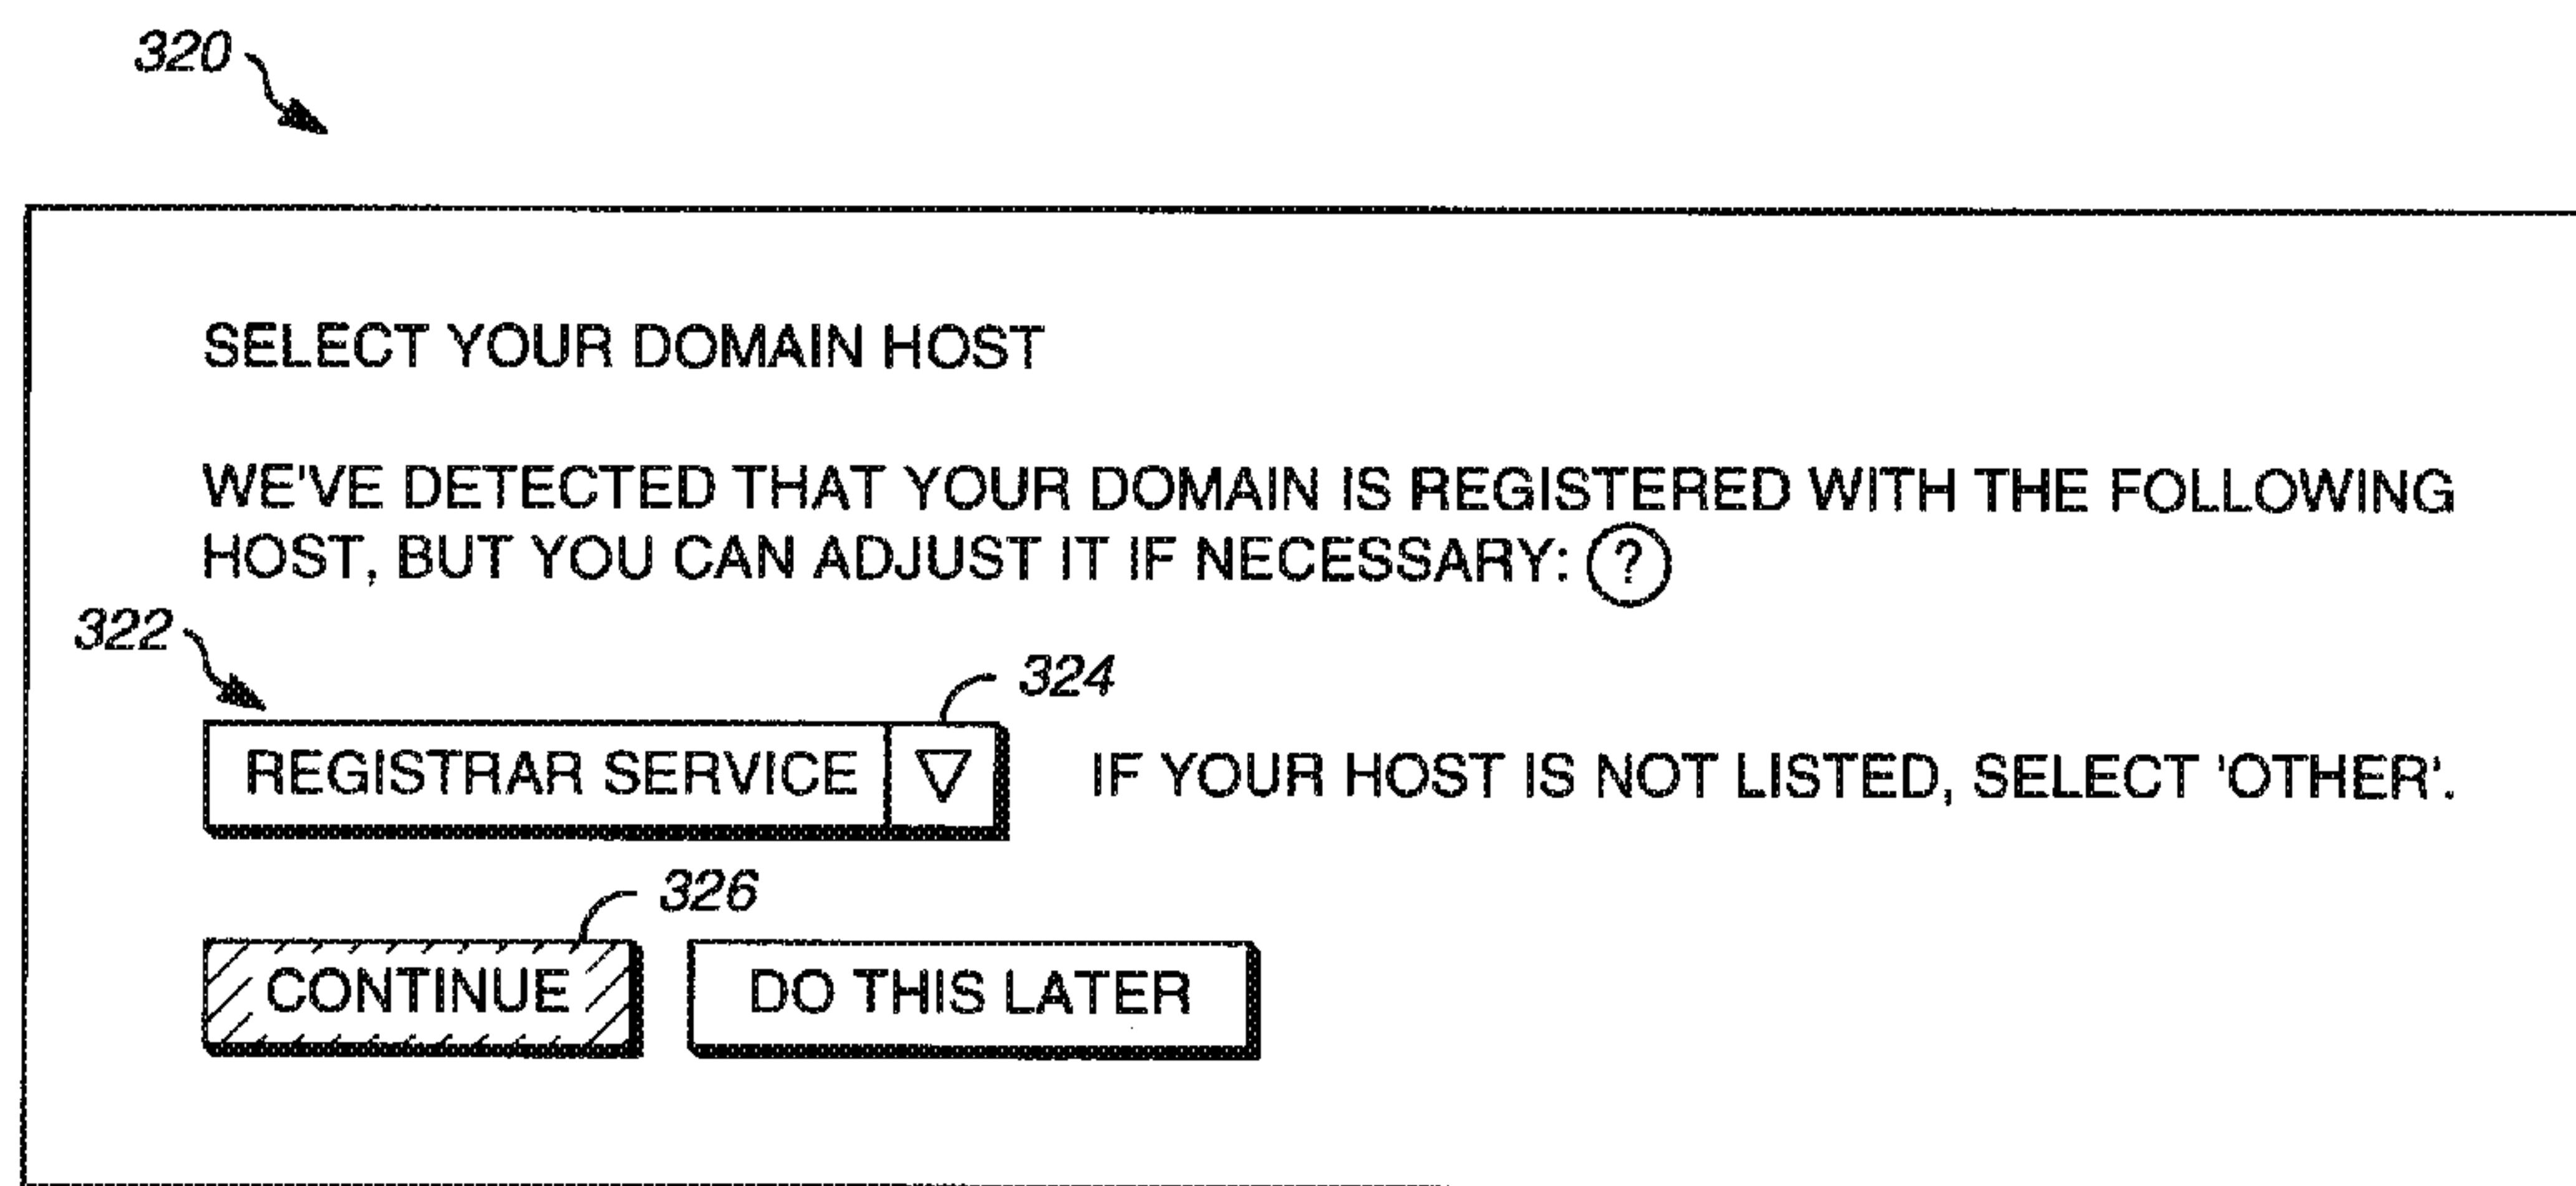 320
SELECT YOUR DOMAIN HOST
WE'VE DETECTED THAT YOUR DOMAIN IS REGISTERED WITH THE FOLLOWING
HOST, BUT YOU CAN ADJUST IT IF NECESSARY: ?
322
324
REGISTRAR SERVICE IF YOUR HOST IS NOT LISTED, SELECT 'OTHER'.
326
CONTINUE DO THIS LATER